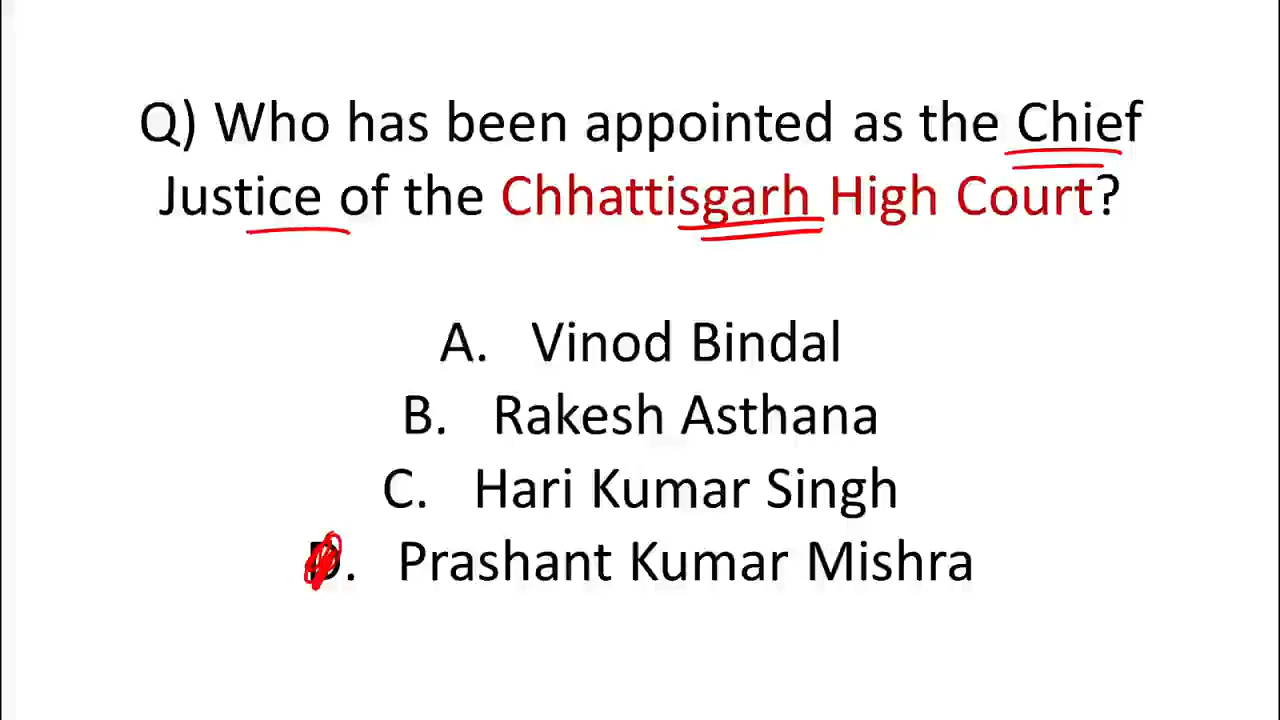 Q) Who has been appointed as the Chief
Justice of the Chhattisgarh High Court?
A. Vinod Bindal
B. Rakesh Asthana
C. Hari Kumar Singh
D. Prashant Kumar Mishra